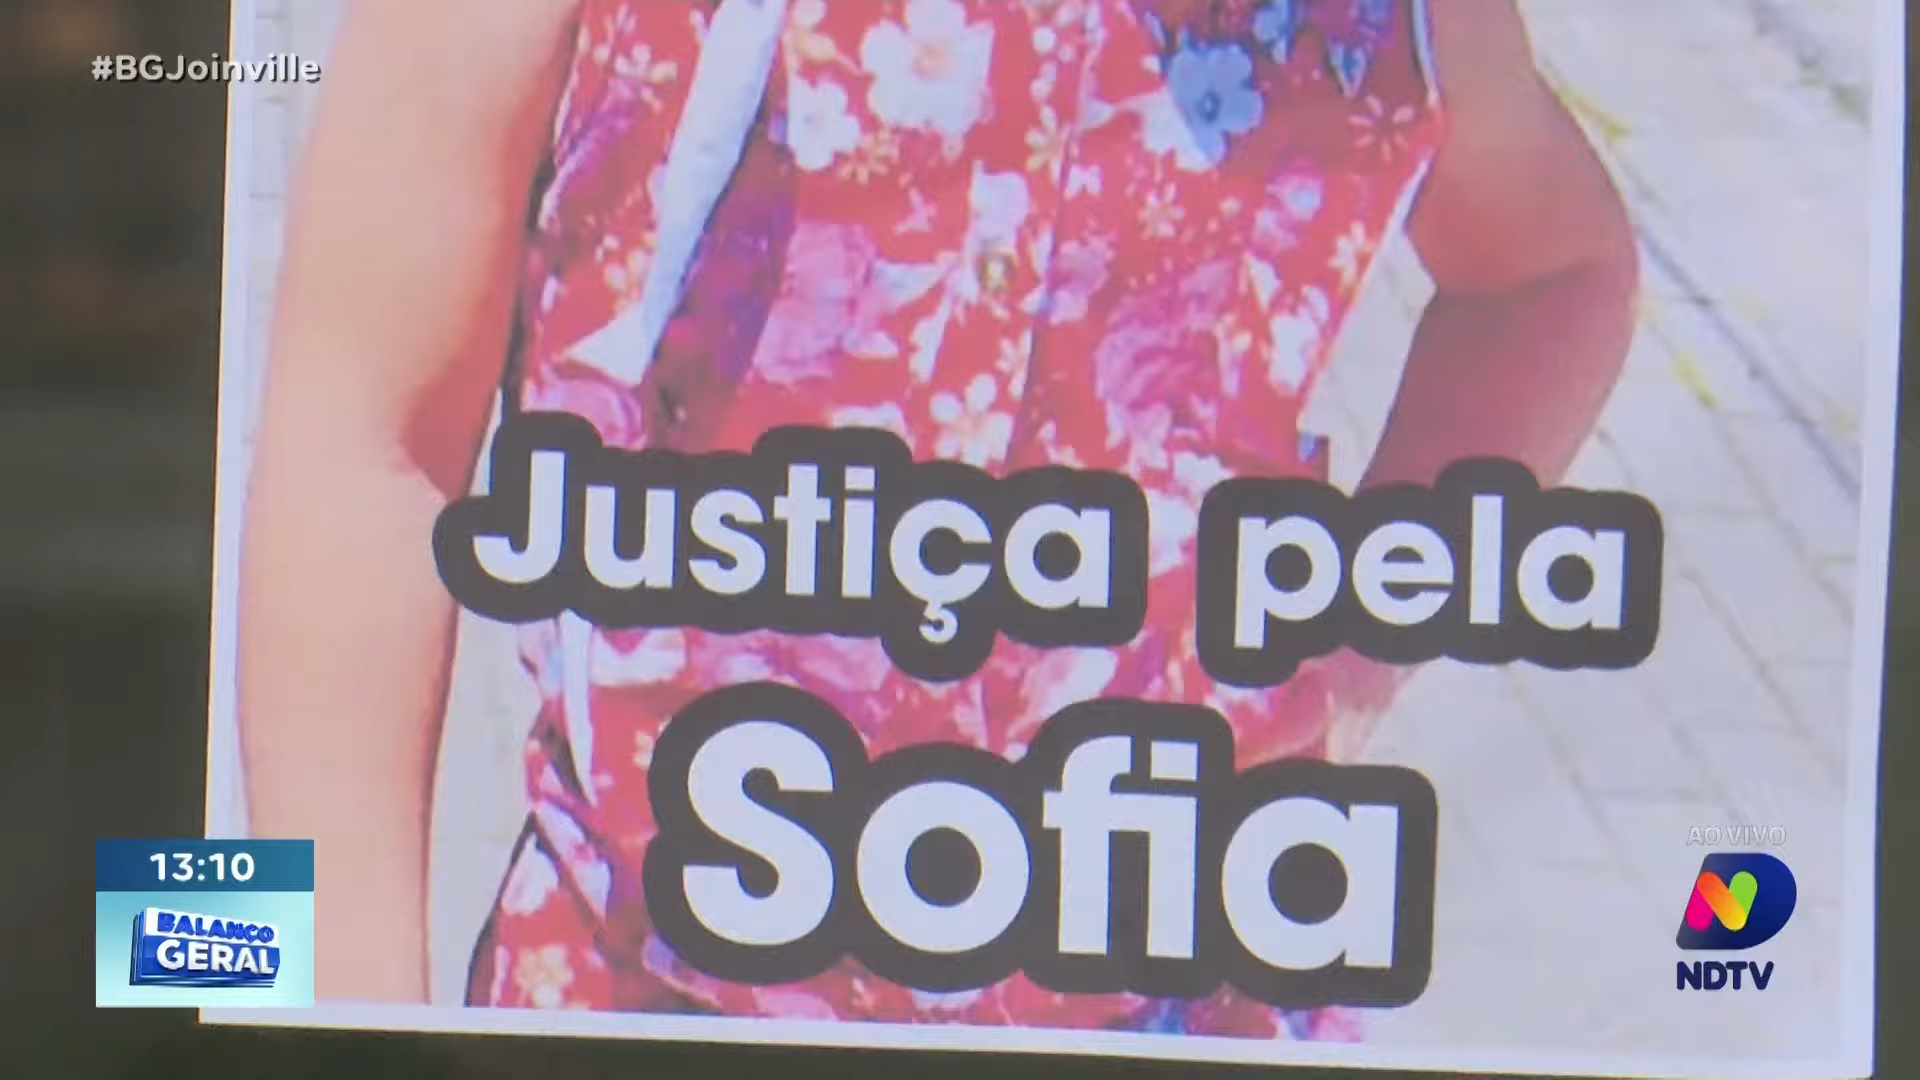 #BGJoinville
Justiça pela
Sofia
13:10
BALANÇO
GERAL
AO VIVO
NDTV